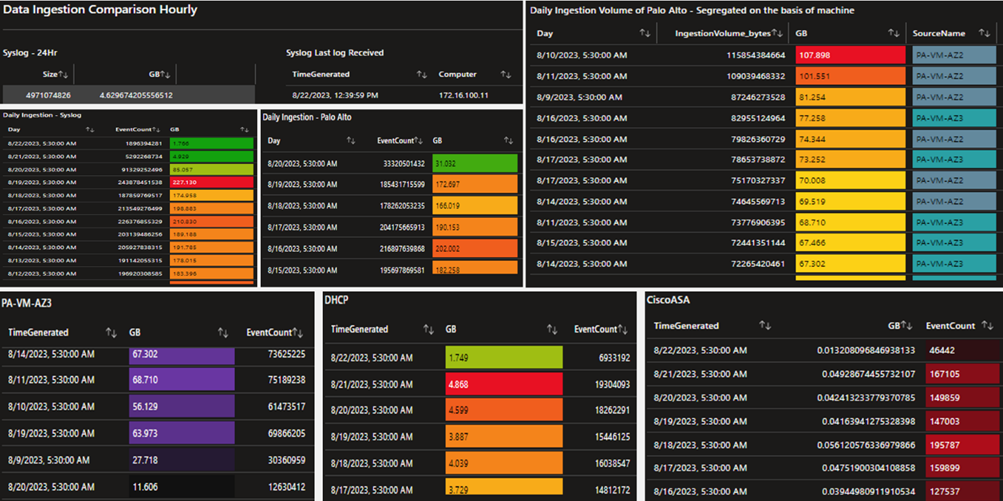 Data Ingestion Comparison Hourly
Syslog - 24Hr
Size↑↓ GB↑↓
4971074826 4.629674205556512
Syslog Last log Received
TimeGenerated ↑↓ Computer ↑↓
8/22/2023, 12:39:59 PM 172.16.100.11
Daily Ingestion Volume of Palo Alto - Segregated on the basis of machine
Day ↑↓ IngestionVolume_bytes↑↓ GB ↑↓ SourceName ↑↓
8/10/2023, 5:30:00 AM 115854384664 107.898 PA-VM-AZ2
8/11/2023, 5:30:00 AM 109039468332 101.551 PA-VM-AZ2
8/9/2023, 5:30:00 AM 87246273528 81.254 PA-VM-AZ2
8/16/2023, 5:30:00 AM 82955124964 77.258 PA-VM-AZ3
8/16/2023, 5:30:00 AM 79826360729 74.344 PA-VM-AZ2
8/17/2023, 5:30:00 AM 78653738872 73.252 PA-VM-AZ3
8/17/2023, 5:30:00 AM 75170327337 70.008 PA-VM-AZ2
8/14/2023, 5:30:00 AM 74645569713 69.519 PA-VM-AZ2
8/11/2023, 5:30:00 AM 73776906395 68.710 PA-VM-AZ3
8/15/2023, 5:30:00 AM 72441351144 67.466 PA-VM-AZ3
8/14/2023, 5:30:00 AM 72265420461 67.302 PA-VM-AZ3
Daily Ingestion - Syslog
Day ↑↓ EventCount↑↓ GB ↑↓
8/22/2023, 5:30:00 AM 1896394281 1.766
8/21/2023, 5:30:00 AM 5292268734 4.929
8/20/2023, 5:30:00 AM 91329252496 85.057
8/19/2023, 5:30:00 AM 243878451538 227.130
8/18/2023, 5:30:00 AM 187859769517 174.958
8/17/2023, 5:30:00 AM 213549276499 198.883
8/16/2023, 5:30:00 AM 226376855329 210.830
8/15/2023, 5:30:00 AM 203139486256 189.188
8/14/2023, 5:30:00 AM 205927838315 191.785
8/13/2023, 5:30:00 AM 191142055315 178.015
8/12/2023, 5:30:00 AM 196920308585 183.396
Daily Ingestion - Palo Alto
Day ↑↓ EventCount↑↓ GB ↑↓
8/20/2023, 5:30:00 AM 33320501432 31.032
8/19/2023, 5:30:00 AM 185431715599 172.697
8/18/2023, 5:30:00 AM 178262053235 166.019
8/17/2023, 5:30:00 AM 204175665913 190.153
8/16/2023, 5:30:00 AM 216897639868 202.002
8/15/2023, 5:30:00 AM 195697869581 182.258
PA-VM-AZ3
TimeGenerated ↑↓ GB ↑↓ EventCount↑↓
8/14/2023, 5:30:00 AM 67.302 73625225
8/11/2023, 5:30:00 AM 68.710 75189238
8/10/2023, 5:30:00 AM 56.129 61473517
8/19/2023, 5:30:00 AM 63.973 69866205
8/9/2023, 5:30:00 AM 27.718 30360959
8/20/2023, 5:30:00 AM 11.606 12630412
DHCP
TimeGenerated ↑↓ GB ↑↓ EventCount↑↓
8/22/2023, 5:30:00 AM 1.749 6933192
8/21/2023, 5:30:00 AM 4.868 19304093
8/20/2023, 5:30:00 AM 4.599 18262291
8/19/2023, 5:30:00 AM 3.887 15446125
8/18/2023, 5:30:00 AM 4.039 16038547
8/17/2023, 5:30:00 AM 3.729 14812172
CiscoASA
TimeGenerated ↑↓ GB↑↓ EventCount ↑↓
8/22/2023, 5:30:00 AM 0.013208096846938133 46442
8/21/2023, 5:30:00 AM 0.04928674455732107 167105
8/20/2023, 5:30:00 AM 0.042413233779370785 149859
8/19/2023, 5:30:00 AM 0.04163941275328398 147003
8/18/2023, 5:30:00 AM 0.056120576336979866 195787
8/17/2023, 5:30:00 AM 0.04751900304108858 159899
8/16/2023, 5:30:00 AM 0.03944980911910534 127537